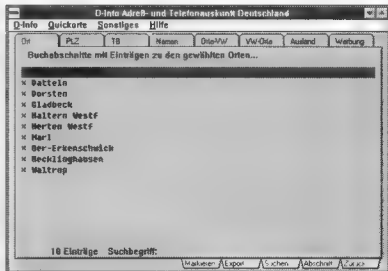 D-Info Adreß- und Telefonauskunft Deutschland
D-Info Quickarte Sonstiges Hilfe
Ort PLZ TB Namen Orte-VW VW-Orte Ausland Werbung
Buchabschnitte mit Einträgen zu den gewählten Orten...
× Datteln
× Dorsten
× Gladbeck
× Haltern Westf
× Herten Westf
× Marl
× Oer-Erkenschwick
× Recklinghausen
× Waltrop
10 Einträge Suchbegriff:
Markieren Export Suchen Abschnitt Zurück